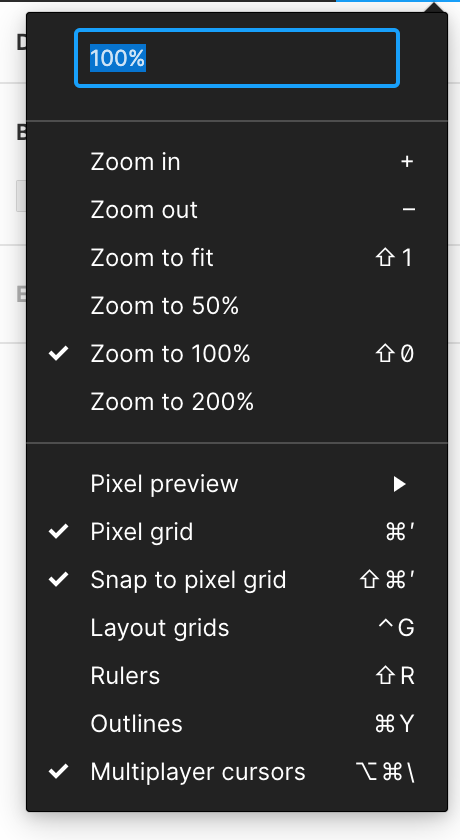 D
100%
B
Zoom in +
Zoom out −
Zoom to fit ⇧1
E
Zoom to 50%
✓ Zoom to 100% ⇧0
Zoom to 200%
Pixel preview ▶
✓ Pixel grid ⌘'
✓ Snap to pixel grid ⇧⌘'
Layout grids ^G
Rulers ⇧R
Outlines ⌘Y
✓ Multiplayer cursors ⌥⌘\